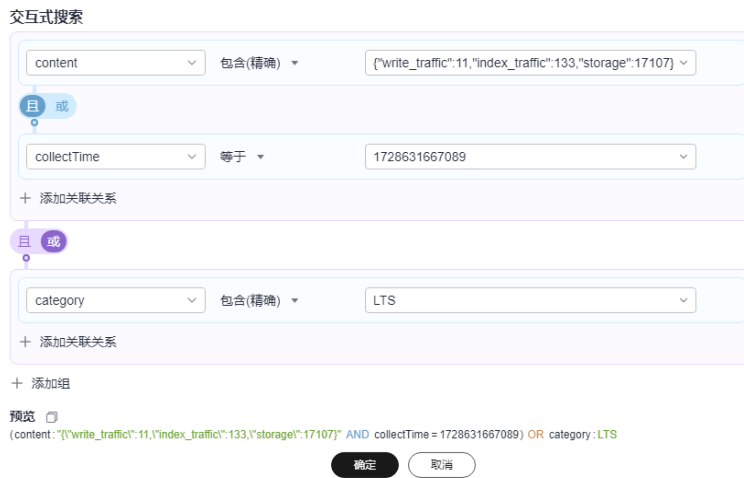 交互式搜索
content 包含(精确) {"write_traffic":11,"index_traffic":133,"storage":17107}
且 或
collectTime 等于 1728631667089
添加关联关系
且 或
category 包含(精确) LTS
添加关联关系
添加组
预览
(content : "{\"write_traffic\":11,\"index_traffic\":133,\"storage\":17107}" AND collectTime = 1728631667089) OR category : LTS
确定 取消